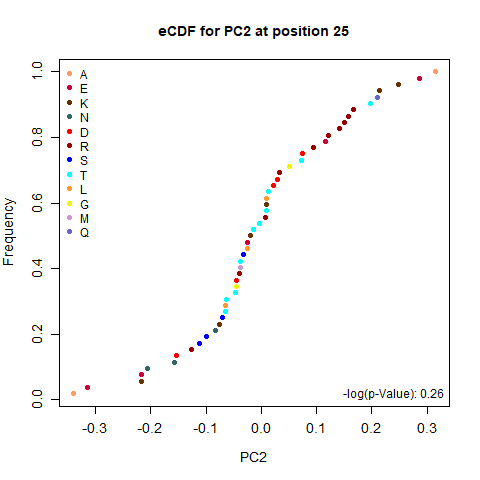 eCDF for PC2 at position 25
Frequency
1.0
0.8
0.6
0.4
0.2
0.0
A
E
K
N
D
R
S
T
L
G
M
Q
-log(p-Value): 0.26
-0.3 -0.2 -0.1 0.0 0.1 0.2 0.3
PC2